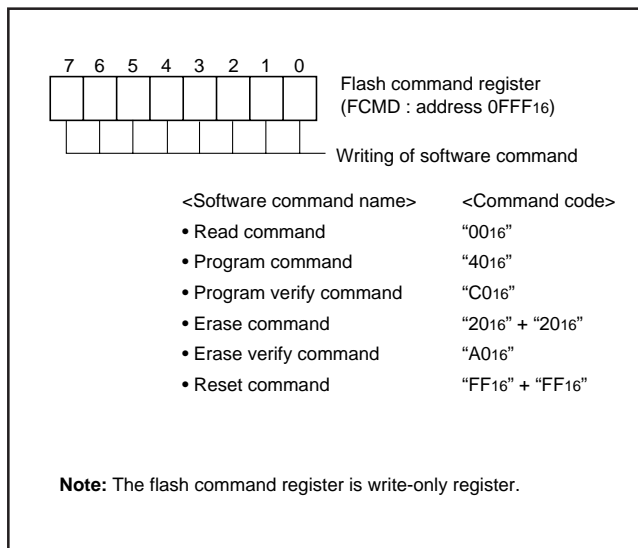 7 6 5 4 3 2 1 0
Flash command register
(FCMD : address 0FFF16)
Writing of software command
<Software command name> <Command code>
• Read command “0016”
• Program command “4016”
• Program verify command “C016”
• Erase command “2016” + “2016”
• Erase verify command “A016”
• Reset command “FF16” + “FF16”
Note: The flash command register is write-only register.